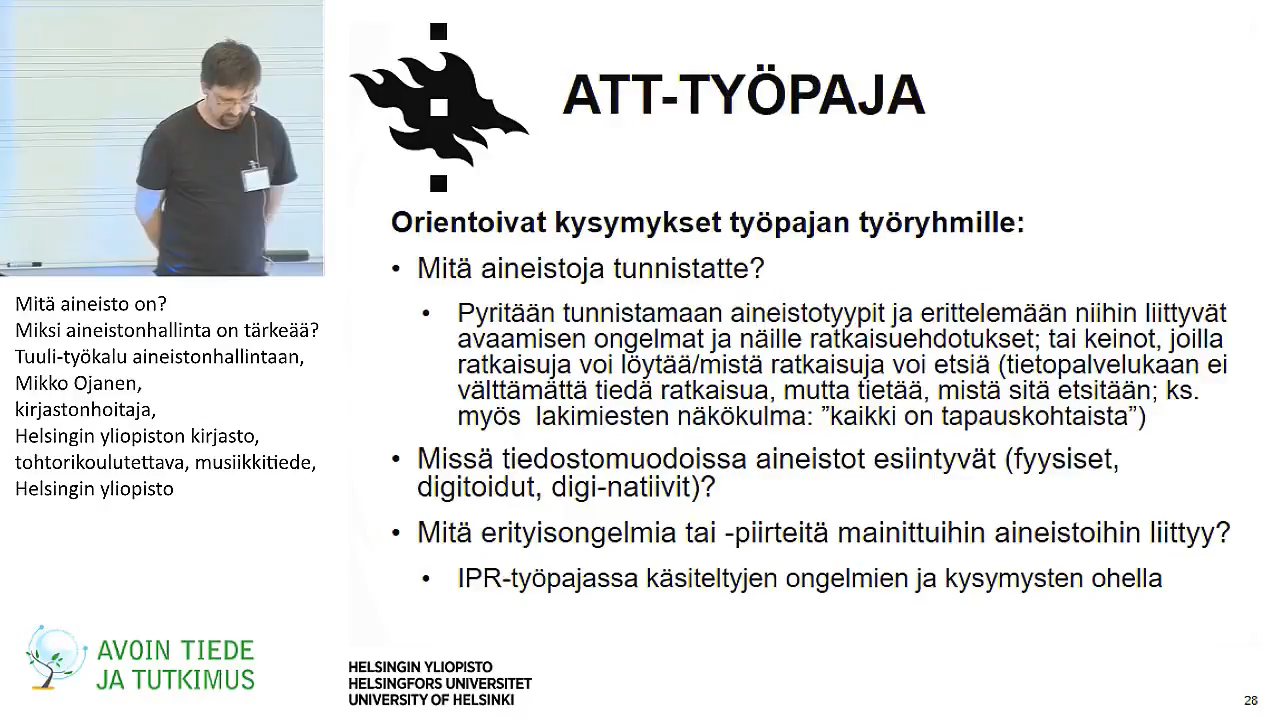 ATT-TYÖPAJA
Orientoivat kysymykset työpajan työryhmille:
• Mitä aineistoja tunnistatte?
• Pyritään tunnistamaan aineistotyypit ja erittelemään niihin liittyvät
avaamisen ongelmat ja näille ratkaisuehdotukset; tai keinot, joilla
ratkaisuja voi löytää/mistä ratkaisuja voi etsiä (tietopalvelukaan ei
välttämättä tiedä ratkaisua, mutta tietää, mistä sitä etsitään; ks.
myös lakimiesten näkökulma: ”kaikki on tapauskohtaista”)
• Missä tiedostomuodoissa aineistot esiintyvät (fyysiset,
digitoidut, digi-natiivit)?
• Mitä erityisongelmia tai -piirteitä mainittuihin aineistoihin liittyy?
• IPR-työpajassa käsiteltyjen ongelmien ja kysymysten ohella
Mitä aineisto on?
Miksi aineistonhallinta on tärkeää?
Tuuli-työkalu aineistonhallintaan,
Mikko Ojanen,
kirjastonhoitaja,
Helsingin yliopiston kirjasto,
tohtorikoulutettava, musiikkitiede,
Helsingin yliopisto
AVOIN TIEDE
JA TUTKIMUS
HELSINGIN YLIOPISTO
HELSINGFORS UNIVERSITET
UNIVERSITY OF HELSINKI
28